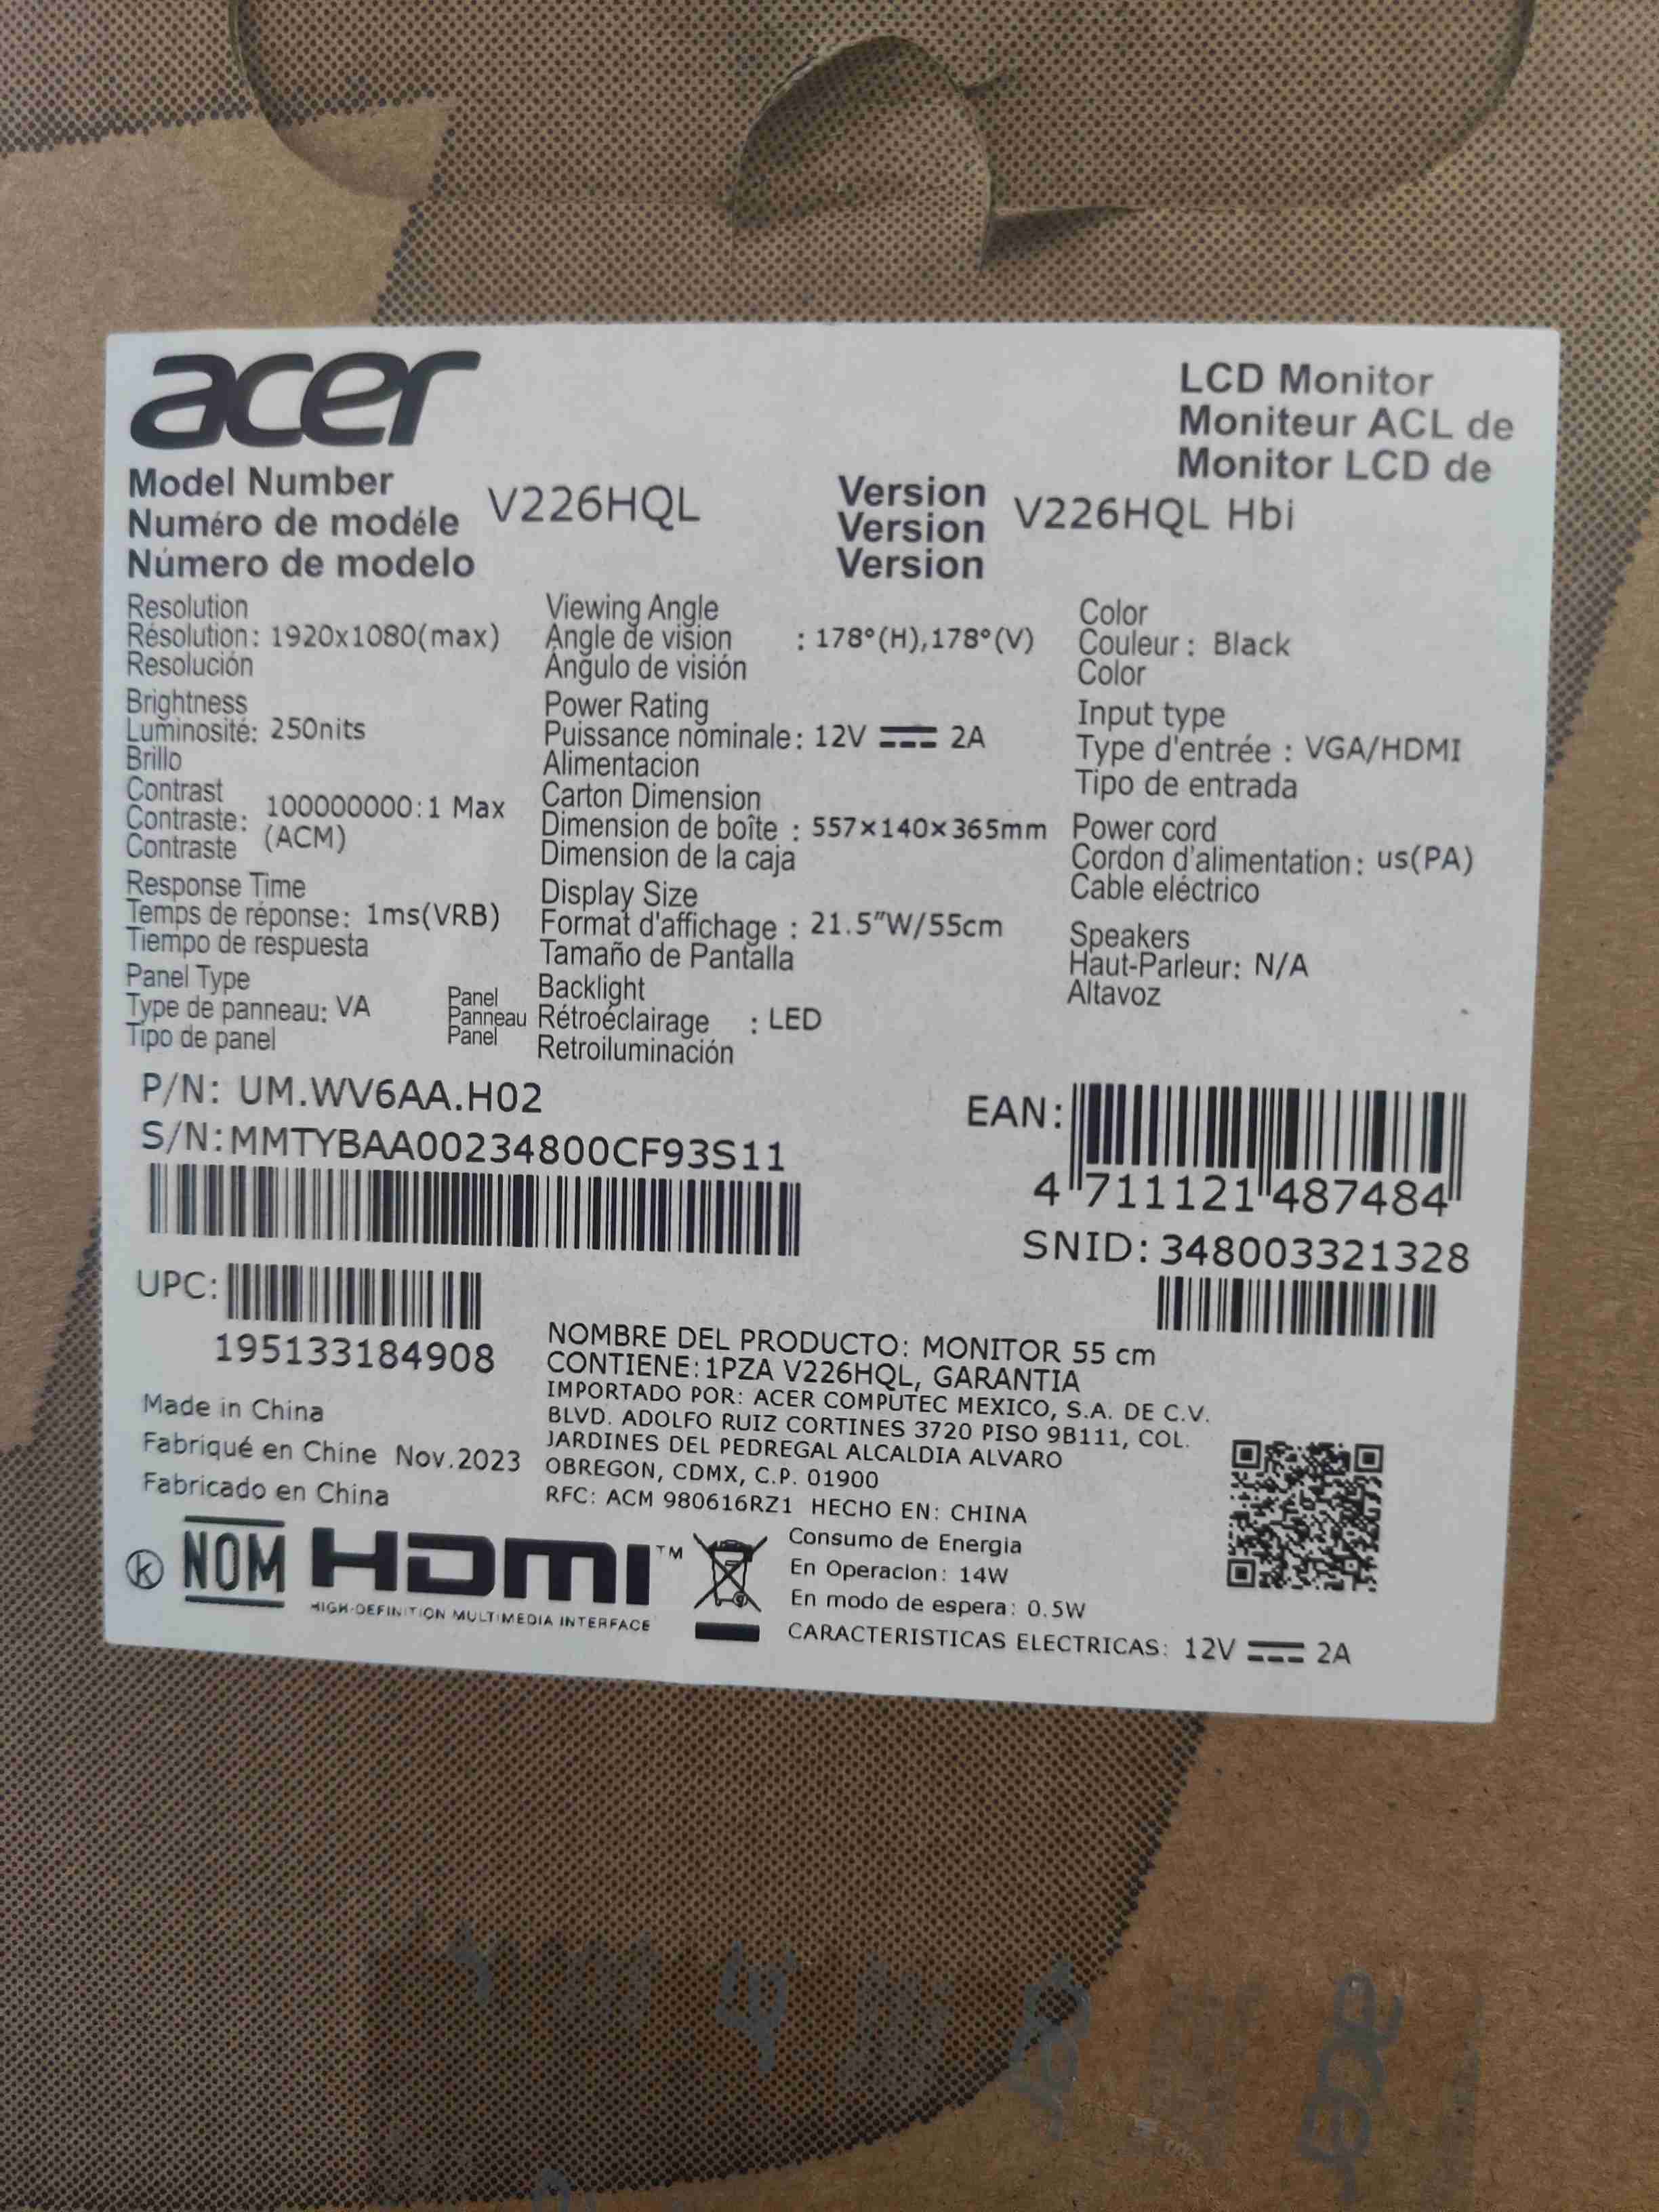 acer
LCD Monitor
Moniteur ACL de
Monitor LCD de
Model Number
Numéro de modéle V226HQL
Número de modelo
Version
Version V226HQL Hbi
Version
Resolution
Résolution: 1920x1080(max)
Resolución
Brightness
Luminosité: 250nits
Brillo
Contrast
Contraste: 100000000:1 Max
Contraste (ACM)
Response Time
Temps de réponse: 1ms(VRB)
Tiempo de respuesta
Panel Type
Type de panneau: VA
Tipo de panel
Viewing Angle
Angle de vision : 178°(H),178°(V)
Ángulo de visión
Power Rating
Puissance nominale: 12V ⎓ 2A
Alimentacion
Carton Dimension
Dimension de boîte : 557×140×365mm
Dimension de la caja
Display Size
Format d'affichage : 21.5"W/55cm
Tamaño de Pantalla
Panel Backlight
Panneau Rétroéclairage : LED
Panel Retroiluminación
Color
Couleur : Black
Color
Input type
Type d'entrée : VGA/HDMI
Tipo de entrada
Power cord
Cordon d'alimentation: us(PA)
Cable eléctrico
Speakers
Haut-Parleur: N/A
Altavoz
P/N: UM.WV6AA.H02
S/N:MMTYBAA00234800CF93S11
EAN:
4 711121 487484
SNID:348003321328
UPC:
195133184908
NOMBRE DEL PRODUCTO: MONITOR 55 cm
CONTIENE:1PZA V226HQL, GARANTIA
IMPORTADO POR: ACER COMPUTEC MEXICO, S.A. DE C.V.
BLVD. ADOLFO RUIZ CORTINES 3720 PISO 9B111, COL.
JARDINES DEL PEDREGAL ALCALDIA ALVARO
OBREGON, CDMX, C.P. 01900
RFC: ACM 980616RZ1 HECHO EN: CHINA
Made in China
Fabriqué en Chine Nov.2023
Fabricado en China
K NOM HDMI™
HIGH-DEFINITION MULTIMEDIA INTERFACE
Consumo de Energia
En Operacion: 14W
En modo de espera: 0.5W
CARACTERISTICAS ELECTRICAS: 12V ⎓ 2A